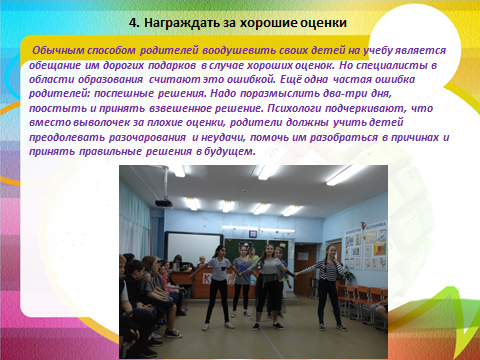 4. Награждать за хорошие оценки
Обычным способом родителей воодушевить своих детей на учебу является
обещание им дорогих подарков в случае хороших оценок. Но специалисты в
области образования считают это ошибкой. Ещё одна частая ошибка
родителей: поспешные решения. Надо поразмыслить два-три дня,
поостыть и принять взвешенное решение. Психологи подчеркивают, что
вместо выволочек за плохие оценки, родители должны учить детей
преодолевать разочарования и неудачи, помочь им разобраться в причинах и
принять правильные решения в будущем.